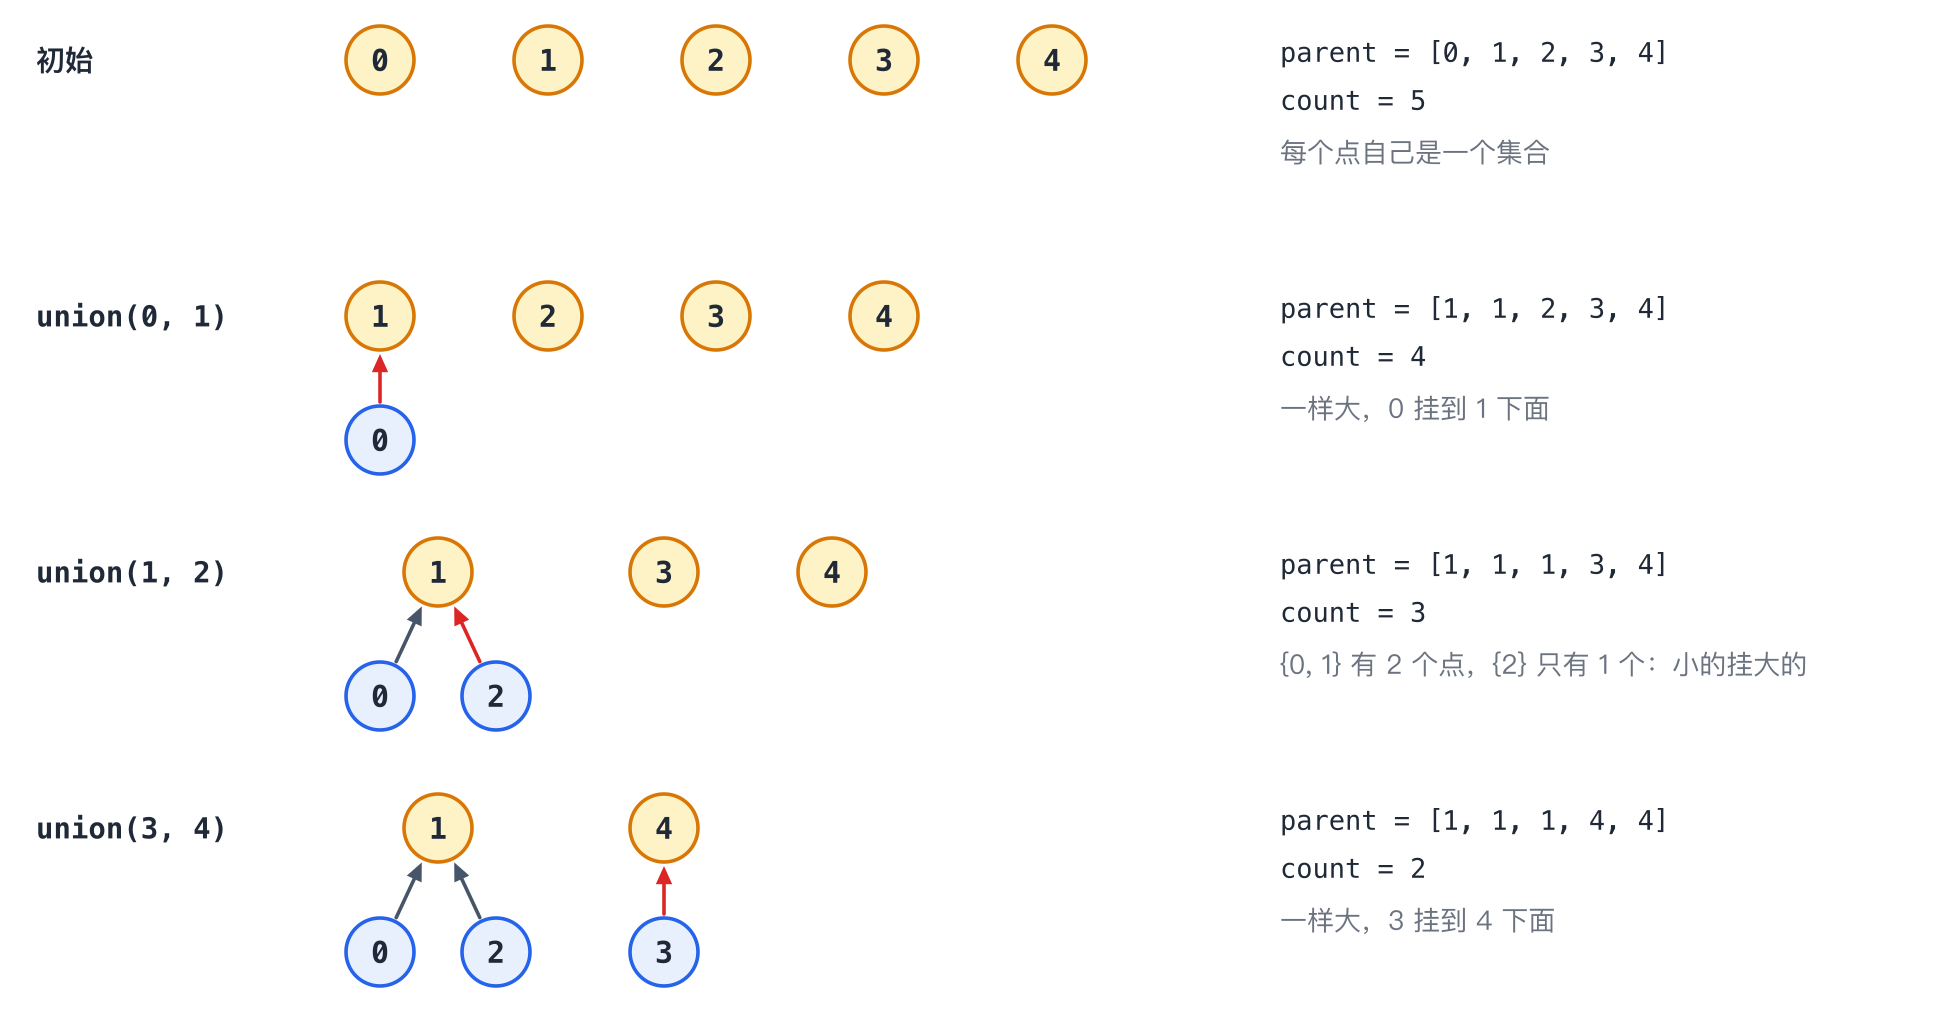 初始
0 1 2 3 4
parent = [0, 1, 2, 3, 4]
count = 5
每个点自己是一个集合
union(0, 1)
1 2 3 4
0
parent = [1, 1, 2, 3, 4]
count = 4
一样大，0 挂到 1 下面
union(1, 2)
1 3 4
0 2
parent = [1, 1, 1, 3, 4]
count = 3
{0, 1} 有 2 个点，{2} 只有 1 个：小的挂大的
union(3, 4)
1 4
0 2 3
parent = [1, 1, 1, 4, 4]
count = 2
一样大，3 挂到 4 下面